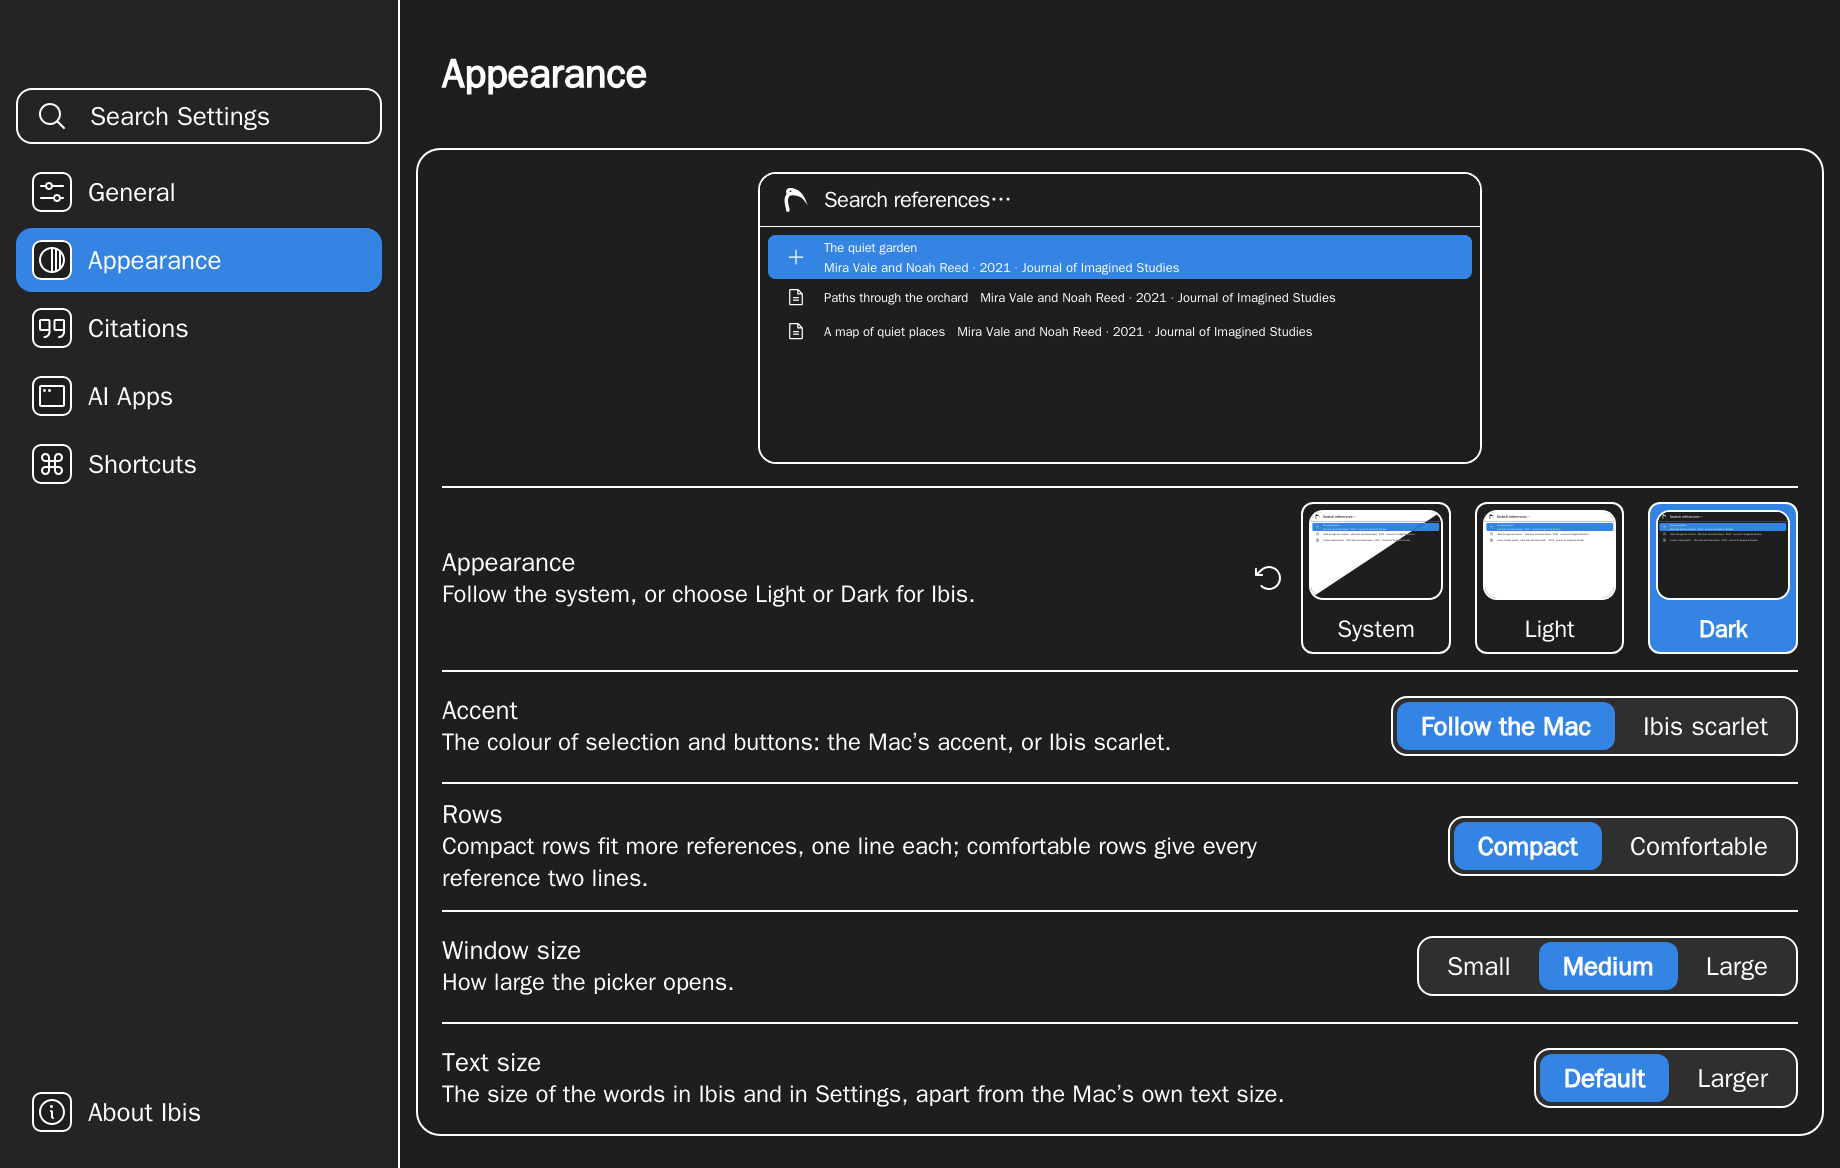 Search Settings
General
Appearance
Citations
AI Apps
Shortcuts
About Ibis
Appearance
Search references…
The quiet garden
Mira Vale and Noah Reed · 2021 · Journal of Imagined Studies
Paths through the orchard Mira Vale and Noah Reed · 2021 · Journal of Imagined Studies
A map of quiet places Mira Vale and Noah Reed · 2021 · Journal of Imagined Studies
Appearance
Follow the system, or choose Light or Dark for Ibis.
System
Light
Dark
Accent
The colour of selection and buttons: the Mac’s accent, or Ibis scarlet.
Follow the Mac
Ibis scarlet
Rows
Compact rows fit more references, one line each; comfortable rows give every
reference two lines.
Compact
Comfortable
Window size
How large the picker opens.
Small
Medium
Large
Text size
The size of the words in Ibis and in Settings, apart from the Mac’s own text size.
Default
Larger